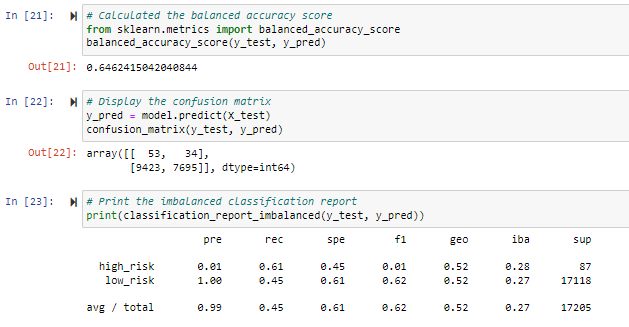 In [21]: # Calculated the balanced accuracy score
from sklearn.metrics import balanced_accuracy_score
balanced_accuracy_score(y_test, y_pred)
Out[21]: 0.6462415042040844
In [22]: # Display the confusion matrix
y_pred = model.predict(X_test)
confusion_matrix(y_test, y_pred)
Out[22]: array([[  53,   34],
[9423, 7695]], dtype=int64)
In [23]: # Print the imbalanced classification report
print(classification_report_imbalanced(y_test, y_pred))
pre rec spe f1 geo iba sup
high_risk 0.01 0.61 0.45 0.01 0.52 0.28 87
low_risk 1.00 0.45 0.61 0.62 0.52 0.27 17118
avg / total 0.99 0.45 0.61 0.62 0.52 0.27 17205